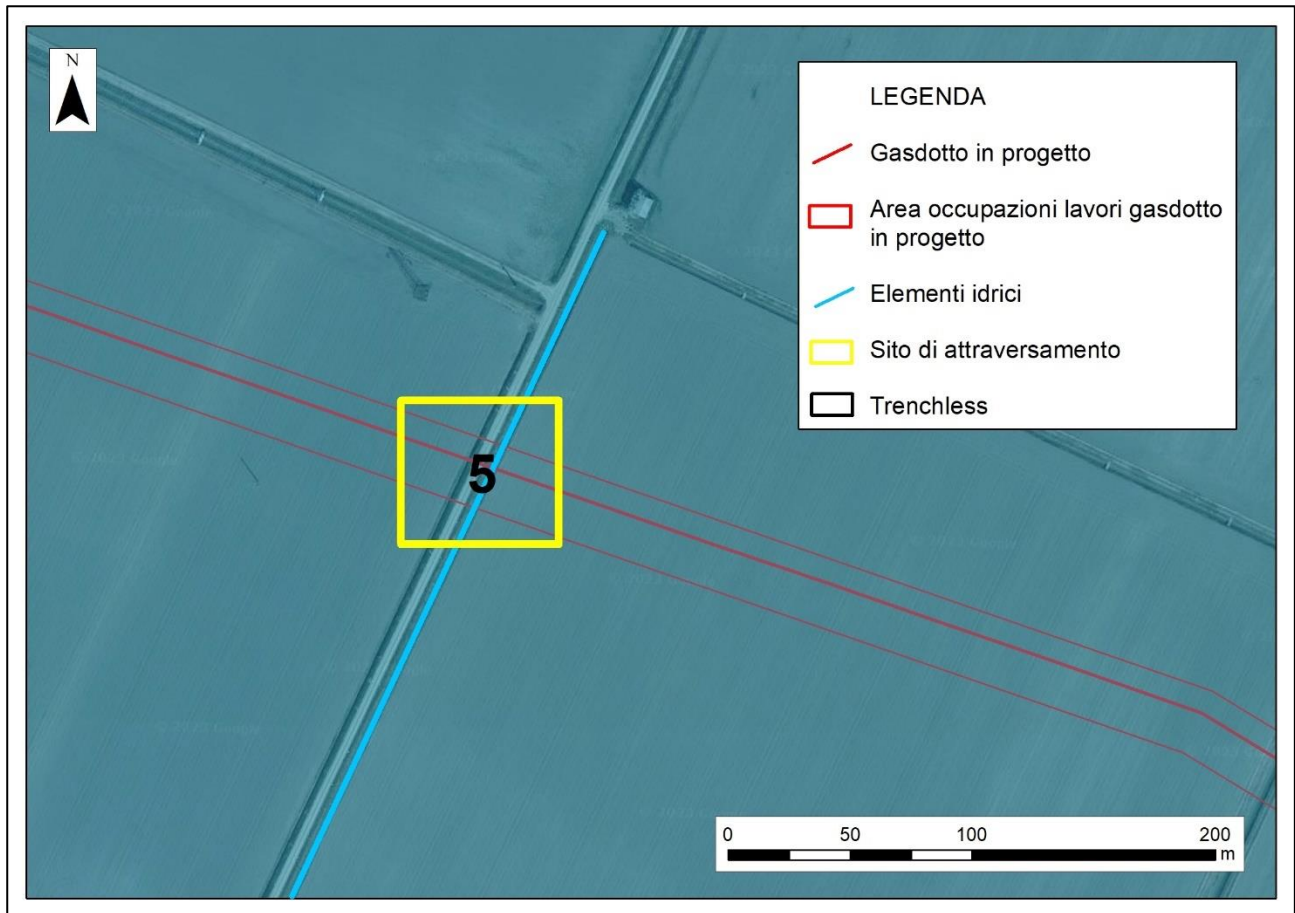 N
LEGENDA
Gasdotto in progetto
Area occupazioni lavori gasdotto
in progetto
Elementi idrici
Sito di attraversamento
Trenchless
5
0 50 100 200
m